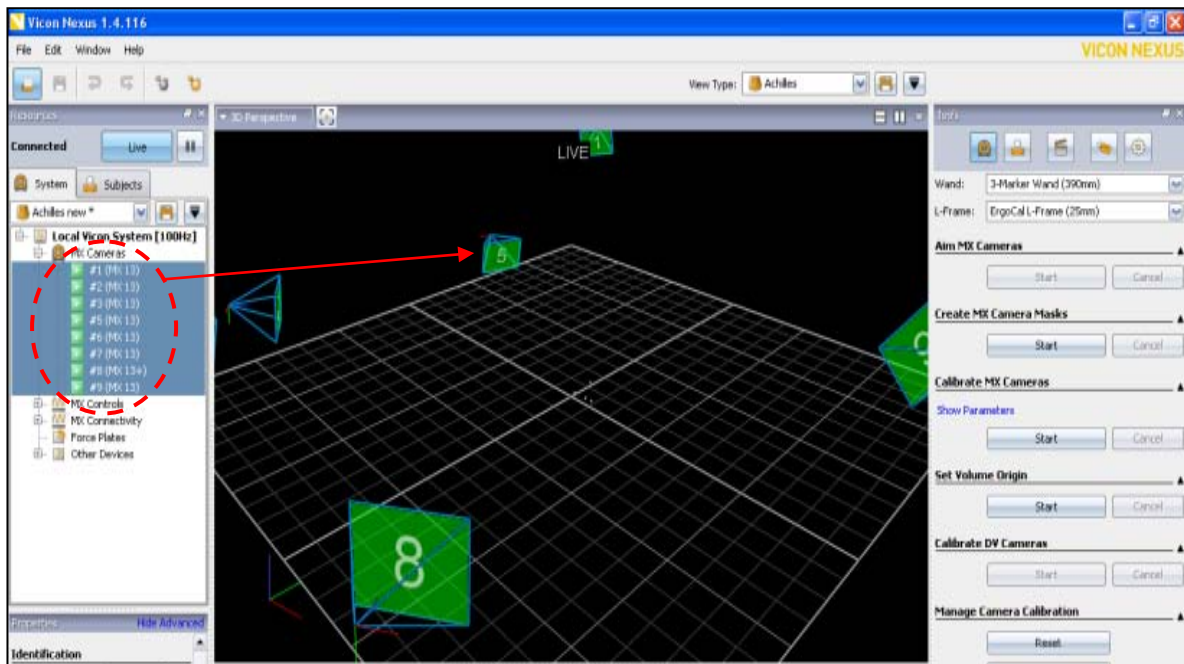 Vicon Nexus 1.4.116
File Edit Window Help
VICON NEXUS
View Type: Achilles
Resources
Connected Live
System Subjects
Achilles new *
Local Vicon System [100Hz]
MX Cameras
#1 (MX 13)
#2 (MX 13)
#3 (MX 13)
#5 (MX 13)
#6 (MX 13)
#7 (MX 13)
#8 (MX 13+)
#9 (MX 13)
MX Controls
MX Connectivity
Force Plates
Other Devices
Properties Hide Advanced
Identification
3D Perspective
LIVE 1
5
8
Tools
Wand: 3-Marker Wand (390mm)
L-Frame: ErgoCal L-Frame (25mm)
Aim MX Cameras
Start Cancel
Create MX Camera Masks
Start Cancel
Calibrate MX Cameras
Show Parameters
Start Cancel
Set Volume Origin
Start Cancel
Calibrate DV Cameras
Start Cancel
Manage Camera Calibration
Reset